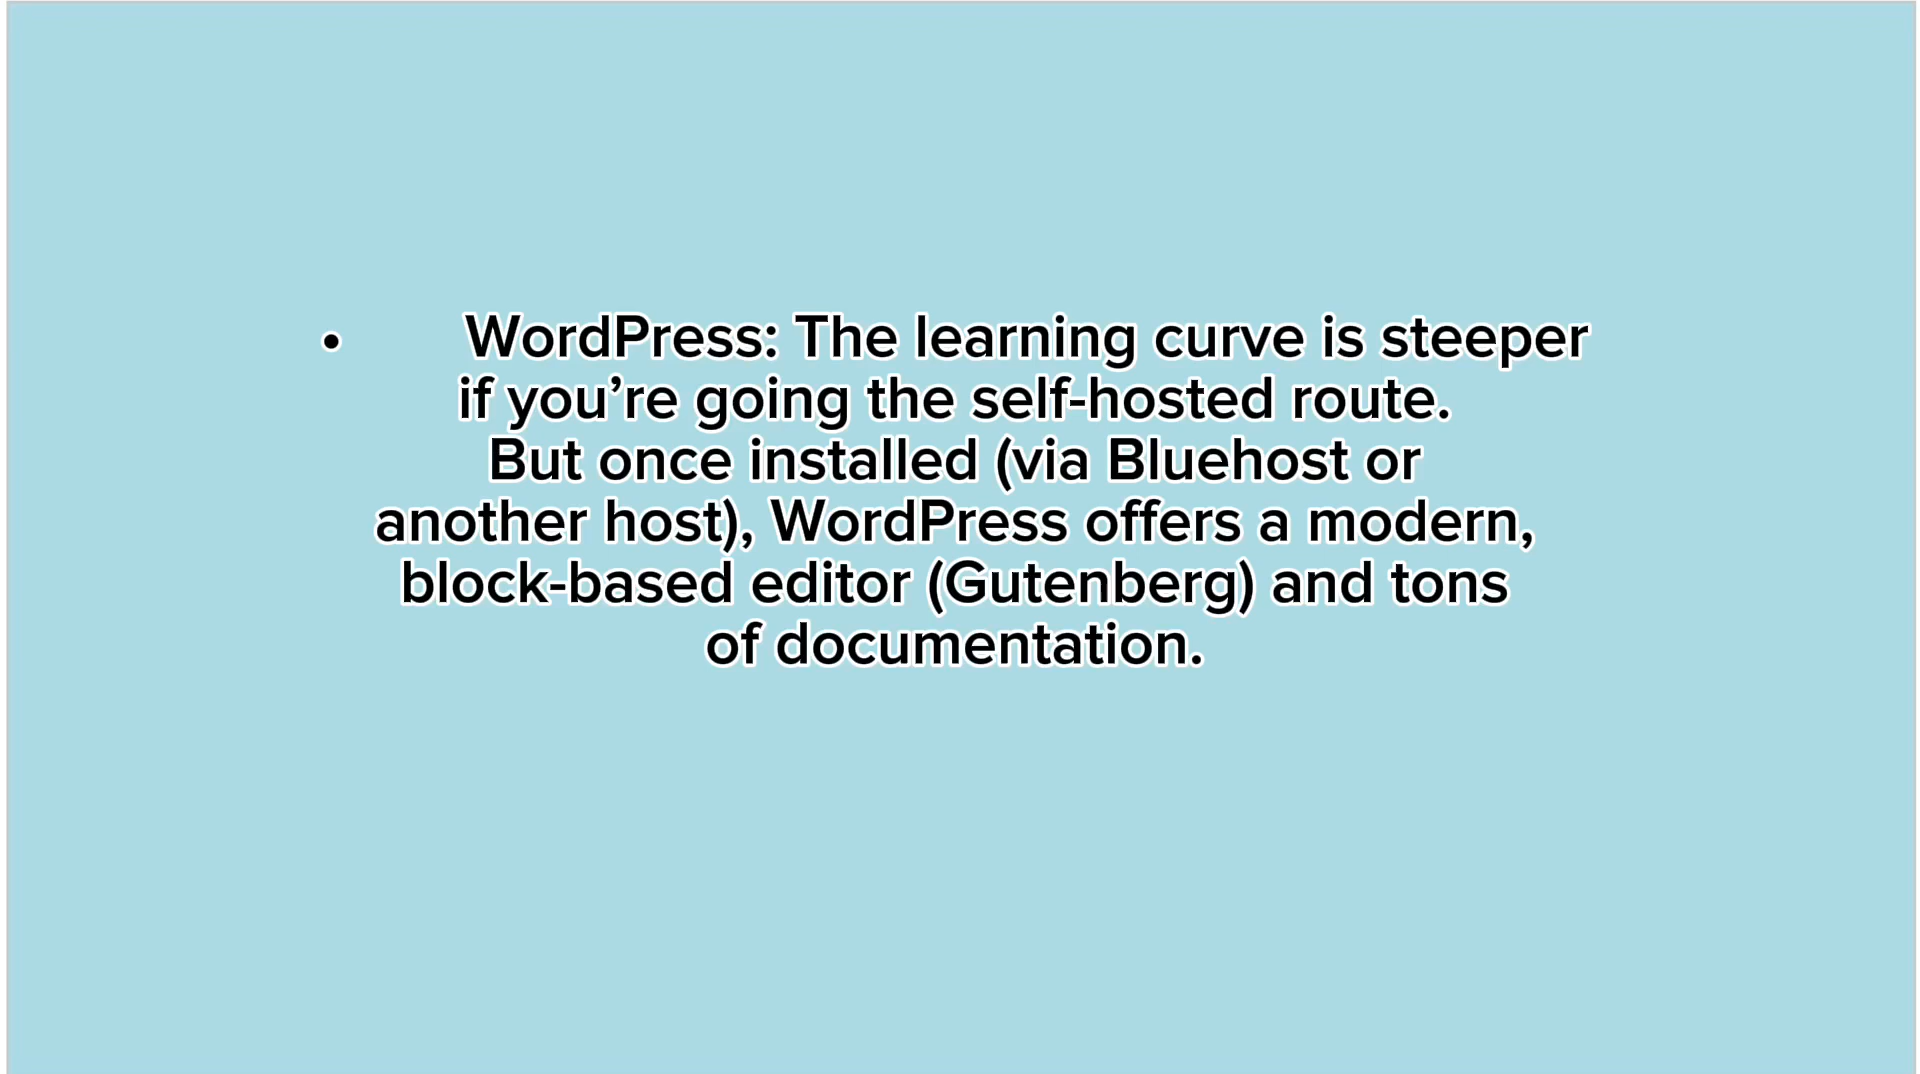 • WordPress: The learning curve is steeper
if you’re going the self-hosted route.
But once installed (via Bluehost or
another host), WordPress offers a modern,
block-based editor (Gutenberg) and tons
of documentation.